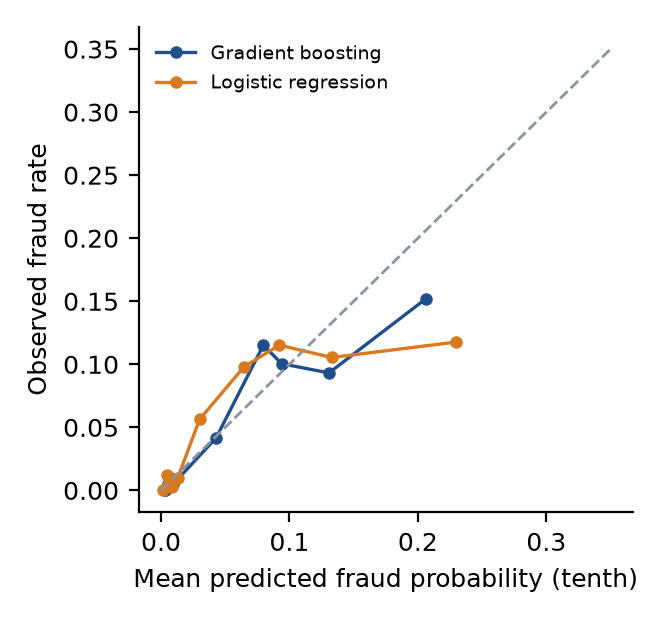 Gradient boosting
Logistic regression
Observed fraud rate
0.35
0.30
0.25
0.20
0.15
0.10
0.05
0.00
0.0 0.1 0.2 0.3
Mean predicted fraud probability (tenth)